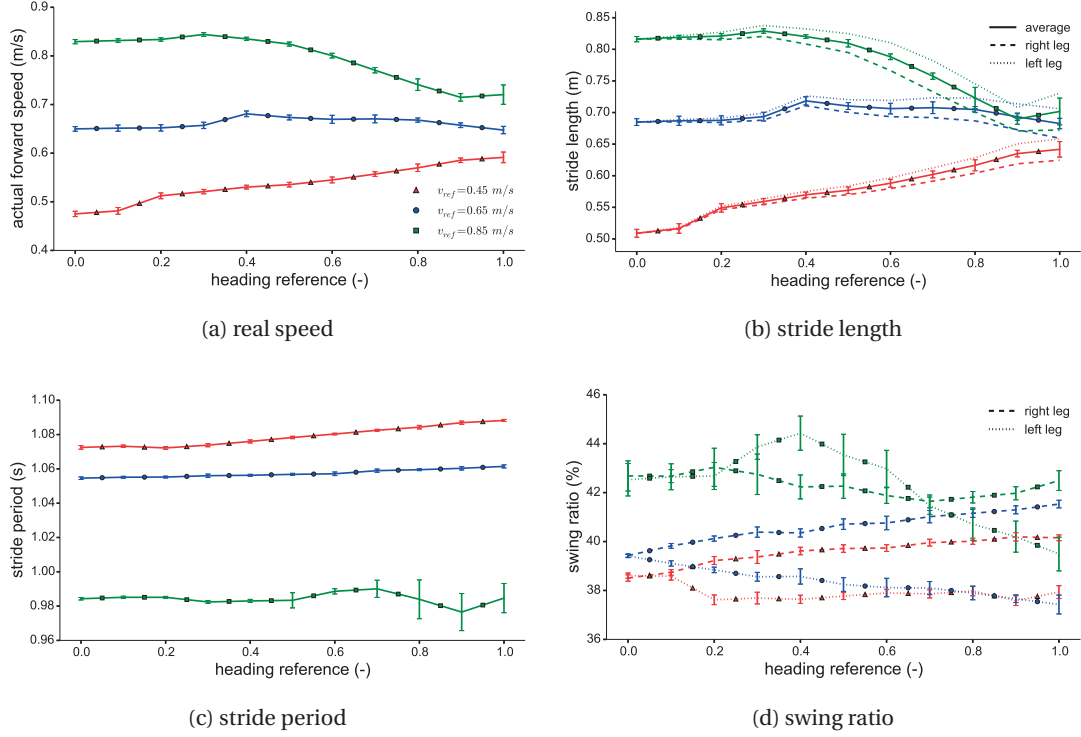 0.9
0.8
0.7
0.6
0.5
0.4
actual forward speed (m/s)
0.0 0.2 0.4 0.6 0.8 1.0
heading reference (-)
v_ref=0.45 m/s
v_ref=0.65 m/s
v_ref=0.85 m/s
(a) real speed
0.85
0.80
0.75
0.70
0.65
0.60
0.55
0.50
stride length (m)
0.0 0.2 0.4 0.6 0.8 1.0
heading reference (-)
average
right leg
left leg
(b) stride length
1.10
1.08
1.06
1.04
1.02
1.00
0.98
0.96
stride period (s)
0.0 0.2 0.4 0.6 0.8 1.0
heading reference (-)
(c) stride period
46
44
42
40
38
36
swing ratio (%)
0.0 0.2 0.4 0.6 0.8 1.0
heading reference (-)
right leg
left leg
(d) swing ratio